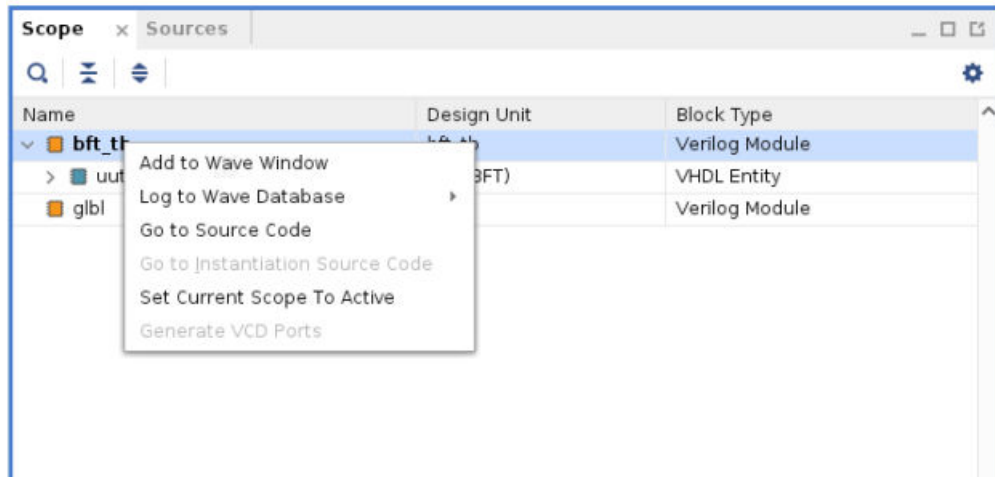 Scope x Sources
Name Design Unit Block Type
bft_tb bft_tb Verilog Module
Add to Wave Window
uut BFT) VHDL Entity
Log to Wave Database
glbl Verilog Module
Go to Source Code
Go to Instantiation Source Code
Set Current Scope To Active
Generate VCD Ports